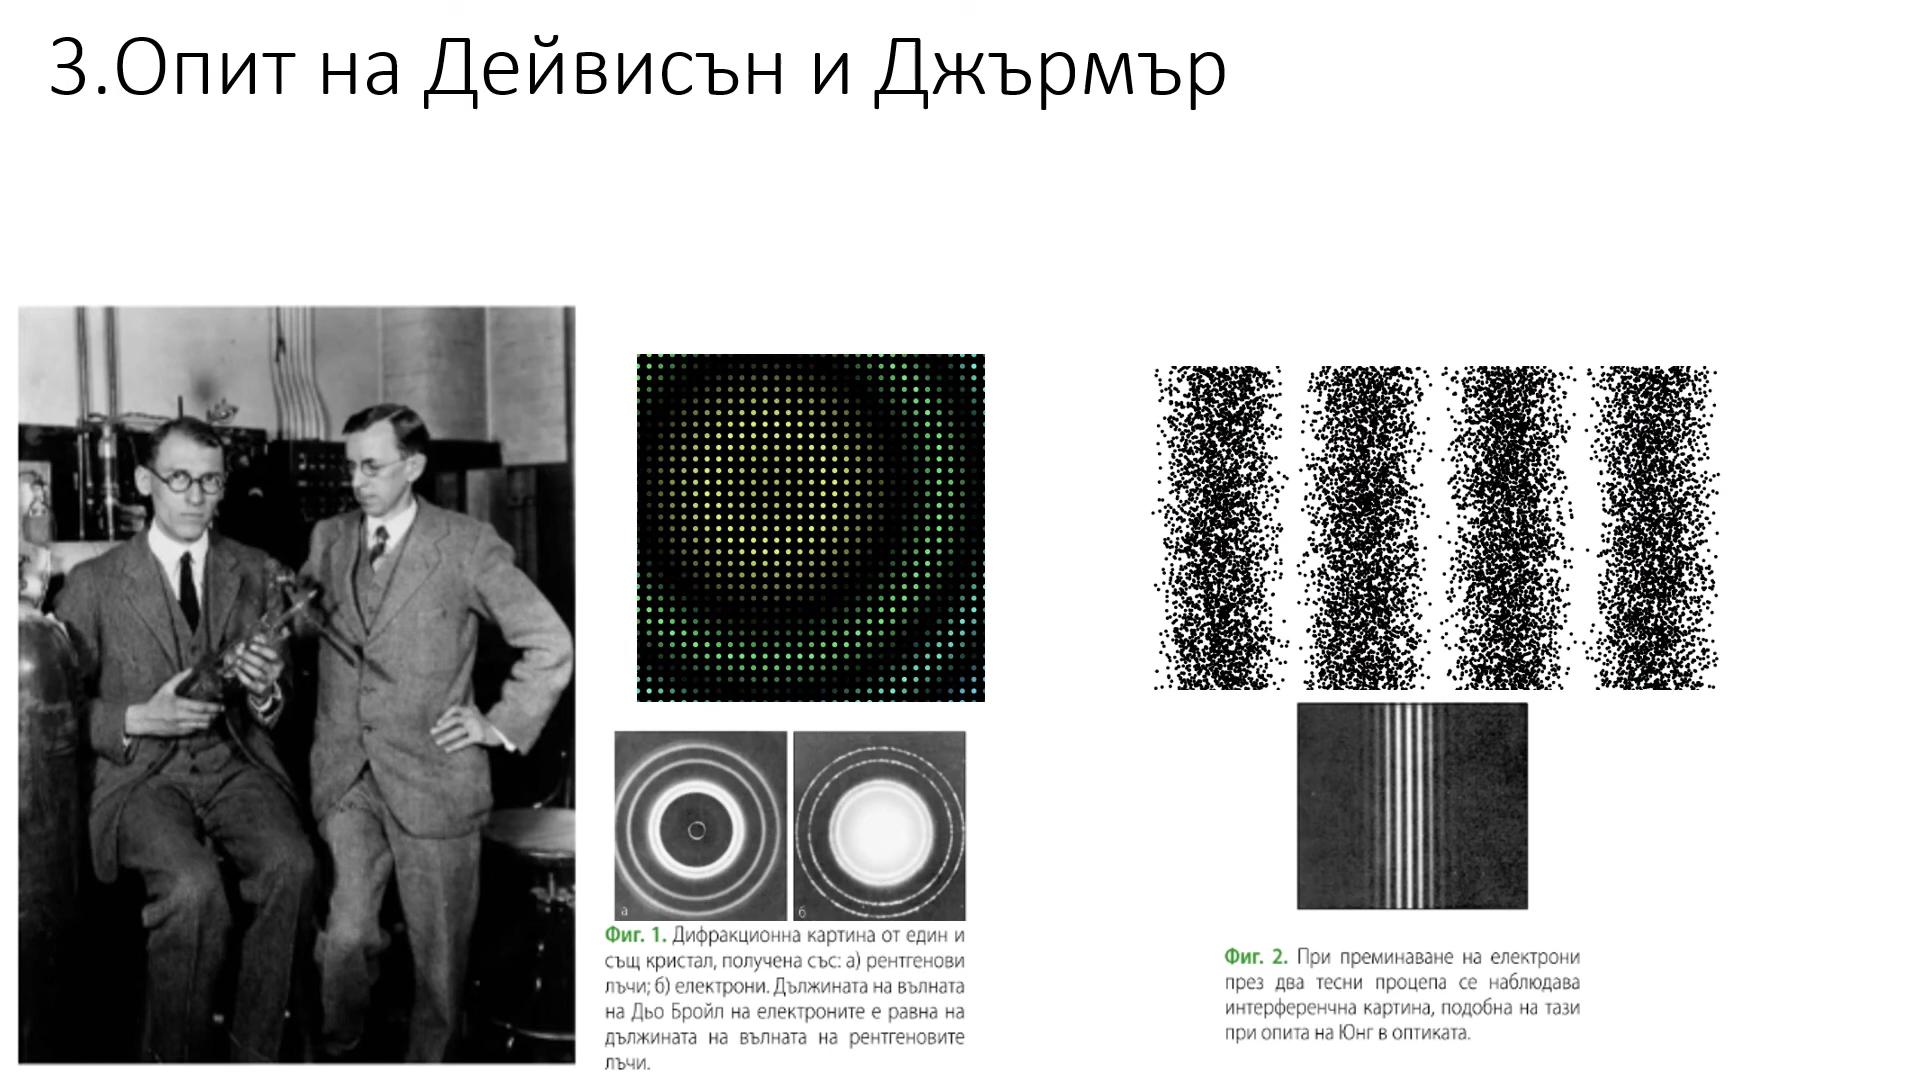 3.Опит на Дейвисън и Джърмър
а
б
Фиг. 1. Дифракционна картина от един и
същ кристал, получена със: а) рентгенови
лъчи; б) електрони. Дължината на вълната
на Дьо Бройл на електроните е равна на
дължината на вълната на рентгеновите
лъчи.
Фиг. 2. При преминаване на електрони
през два тесни процепа се наблюдава
интерференчна картина, подобна на тази
при опита на Юнг в оптиката.